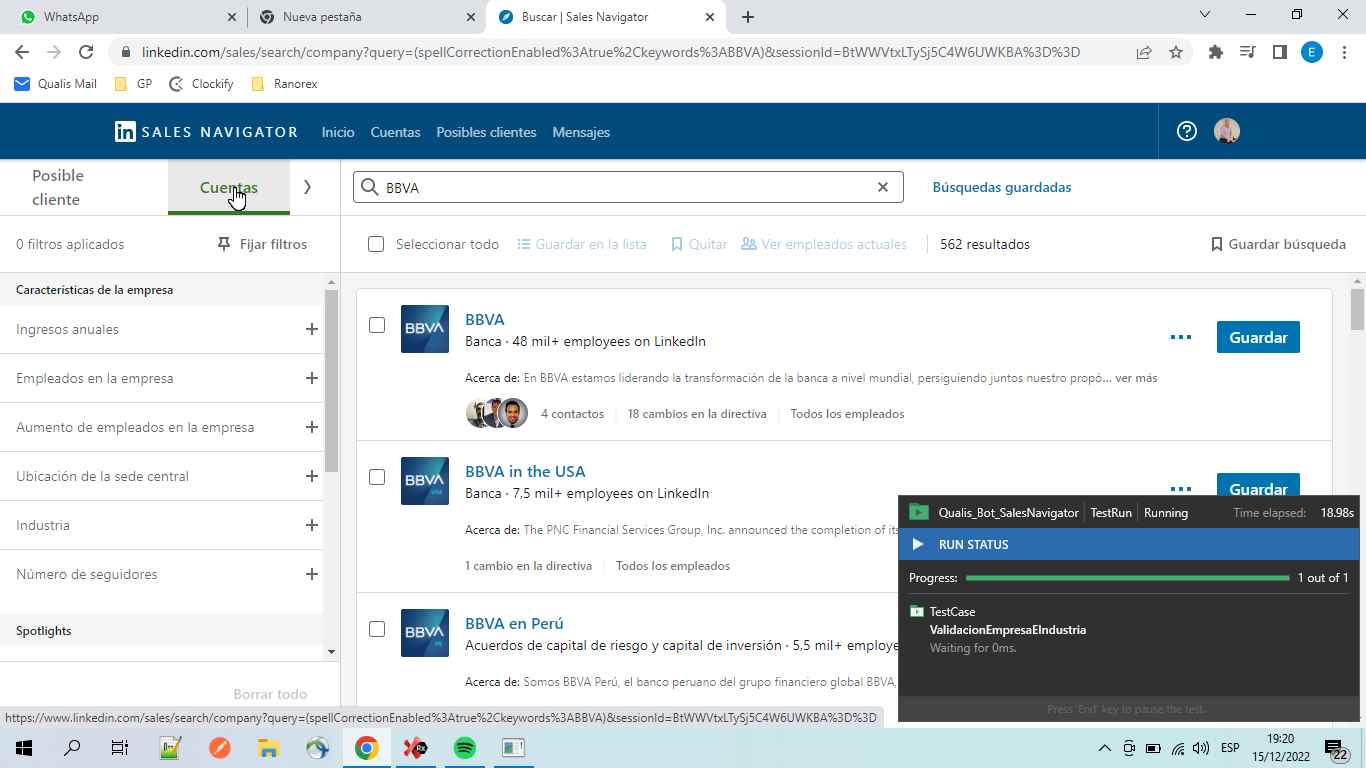 WhatsApp
Nueva pestaña
Buscar | Sales Navigator
linkedin.com/sales/search/company?query=(spellCorrectionEnabled%3Atrue%2Ckeywords%3ABBVA)&sessionId=BtWWVtxLTySj5C4W6UWKBA%3D%3D
E
Qualis Mail
GP
Clockify
Ranorex
in SALES NAVIGATOR
Inicio
Cuentas
Posibles clientes
Mensajes
Posible
cliente
Cuentas
BBVA
Búsquedas guardadas
0 filtros aplicados
Fijar filtros
Seleccionar todo
Guardar en la lista
Quitar
Ver empleados actuales
562 resultados
Guardar búsqueda
Características de la empresa
Ingresos anuales
Empleados en la empresa
Aumento de empleados en la empresa
Ubicación de la sede central
Industria
Número de seguidores
Spotlights
Borrar todo
BBVA
BBVA
Banca · 48 mil+ employees on LinkedIn
Guardar
Acerca de: En BBVA estamos liderando la transformación de la banca a nivel mundial, persiguiendo juntos nuestro propó... ver más
4 contactos
18 cambios en la directiva
Todos los empleados
BBVA
BBVA in the USA
Banca · 7,5 mil+ employees on LinkedIn
Guardar
Acerca de: The PNC Financial Services Group, Inc. announced the completion of its
1 cambio en la directiva
Todos los empleados
BBVA
BBVA en Perú
Acuerdos de capital de riesgo y capital de inversión · 5,5 mil+ employe
Acerca de: Somos BBVA Perú, el banco peruano del grupo financiero global BBVA,
Qualis_Bot_SalesNavigator
TestRun
Running
Time elapsed: 18.98s
RUN STATUS
Progress:
1 out of 1
TestCase
ValidacionEmpresaEIndustria
Waiting for 0ms.
Press 'End' key to pause the test.
https://www.linkedin.com/sales/search/company?query=(spellCorrectionEnabled%3Atrue%2Ckeywords%3ABBVA)&sessionId=BtWWVtxLTySj5C4W6UWKBA%3D%3D
Rx
ESP
19:20
15/12/2022
22